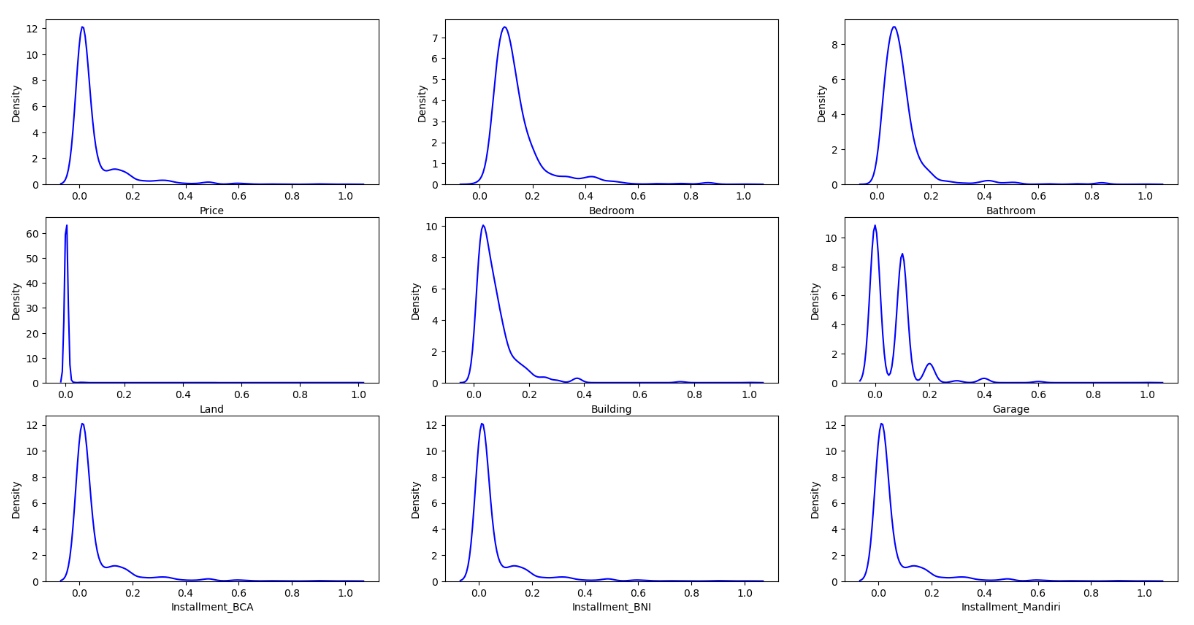 12
10
8
6
4
2
0
Density
0.0 0.2 0.4 0.6 0.8 1.0
Price
7
6
5
4
3
2
1
0
Density
0.0 0.2 0.4 0.6 0.8 1.0
Bedroom
8
6
4
2
0
Density
0.0 0.2 0.4 0.6 0.8 1.0
Bathroom
60
50
40
30
20
10
0
Density
0.0 0.2 0.4 0.6 0.8 1.0
Land
10
8
6
4
2
0
Density
0.0 0.2 0.4 0.6 0.8 1.0
Building
10
8
6
4
2
0
Density
0.0 0.2 0.4 0.6 0.8 1.0
Garage
12
10
8
6
4
2
0
Density
0.0 0.2 0.4 0.6 0.8 1.0
Installment_BCA
12
10
8
6
4
2
0
Density
0.0 0.2 0.4 0.6 0.8 1.0
Installment_BNI
12
10
8
6
4
2
0
Density
0.0 0.2 0.4 0.6 0.8 1.0
Installment_Mandiri